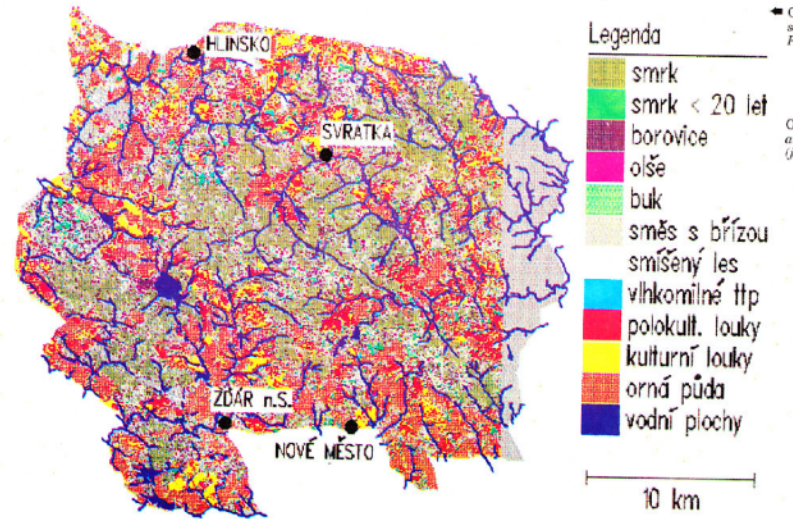 HLINSKO
SVRATKA
ŽĎÁR n.S.
NOVÉ MĚSTO
Legenda
smrk
smrk < 20 let
borovice
olše
buk
směs s břízou
smíšený les
vlhkomilné ttp
polokult. louky
kulturní louky
orná půda
vodní plochy
10 km